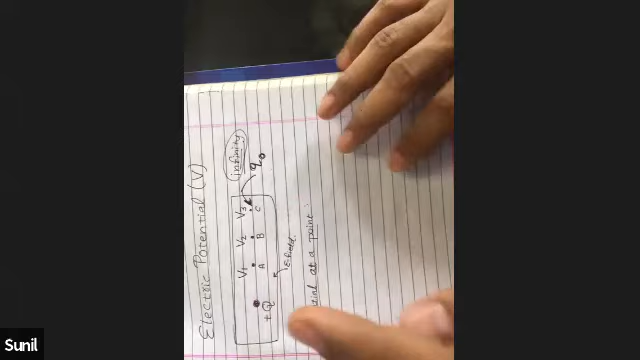 Electric Potential (V)
infinity
q₀
V₁ V₂ V₃
+Q A B C
E field.
at a point
Sunil